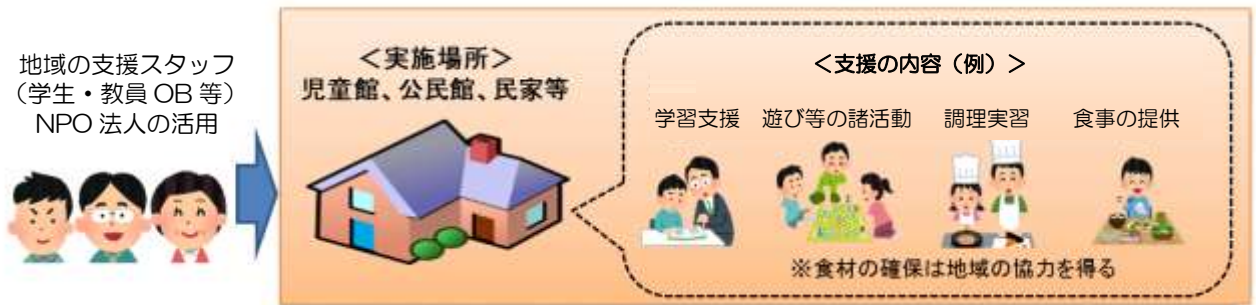 地域の支援スタッフ
（学生・教員 OB 等）
NPO 法人の活用
＜実施場所＞
児童館、公民館、民家等
＜支援の内容（例）＞
学習支援
遊び等の諸活動
調理実習
食事の提供
※食材の確保は地域の協力を得る